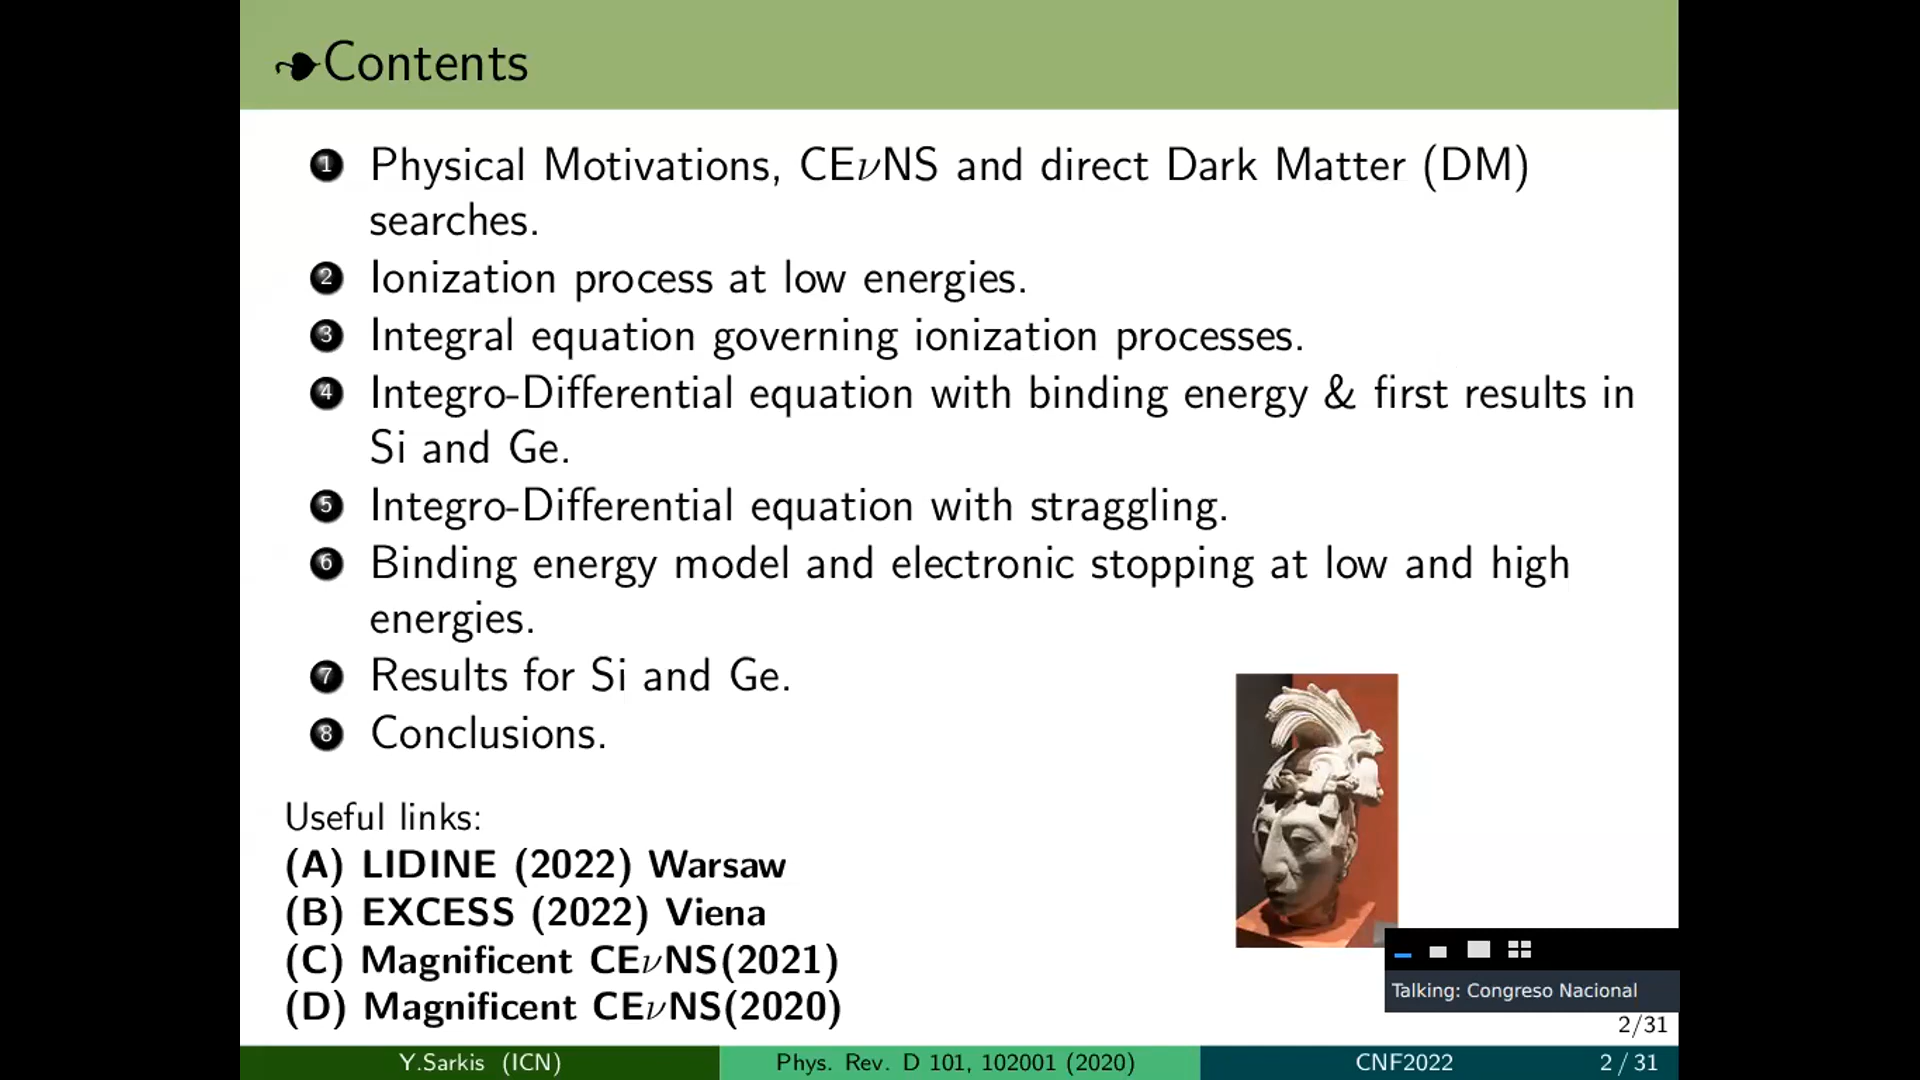 Contents
1 Physical Motivations, CEνNS and direct Dark Matter (DM)
searches.
2 Ionization process at low energies.
3 Integral equation governing ionization processes.
4 Integro-Differential equation with binding energy & first results in
Si and Ge.
5 Integro-Differential equation with straggling.
6 Binding energy model and electronic stopping at low and high
energies.
7 Results for Si and Ge.
8 Conclusions.
Useful links:
(A) LIDINE (2022) Warsaw
(B) EXCESS (2022) Viena
(C) Magnificent CEνNS(2021)
(D) Magnificent CEνNS(2020)
Talking: Congreso Nacional
2/31
Y.Sarkis (ICN) Phys. Rev. D 101, 102001 (2020) CNF2022 2 / 31